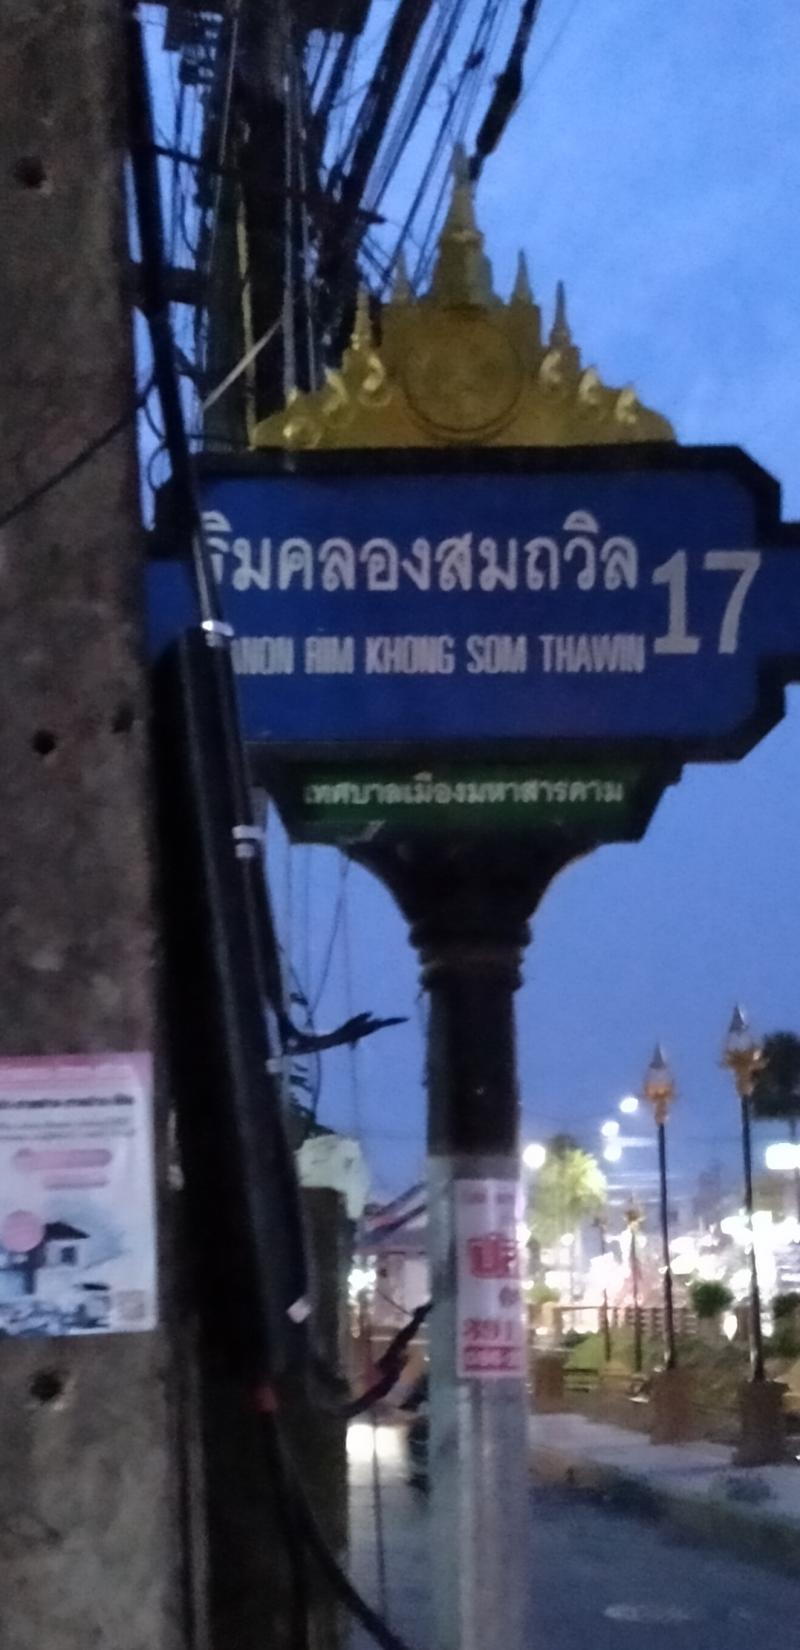 ริมคลองสมถวิล 17
ANON RIM KHONG SOM THAWIN
เทศบาลเมืองมหาสารคาม